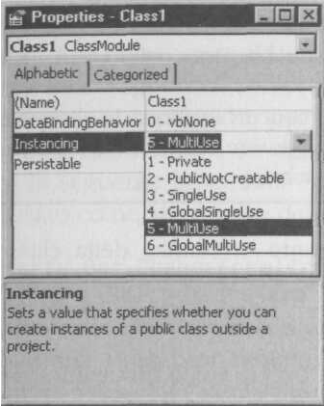 Properties - Class1
Class1 ClassModule
Alphabetic Categorized
(Name) Class1
DataBindingBehavior 0 - vbNone
Instancing 5 - MultiUse
Persistable
1 - Private
2 - PublicNotCreatable
3 - SingleUse
4 - GlobalSingleUse
5 - MultiUse
6 - GlobalMultiUse
Instancing
Sets a value that specifies whether you can
create instances of a public class outside a
project.